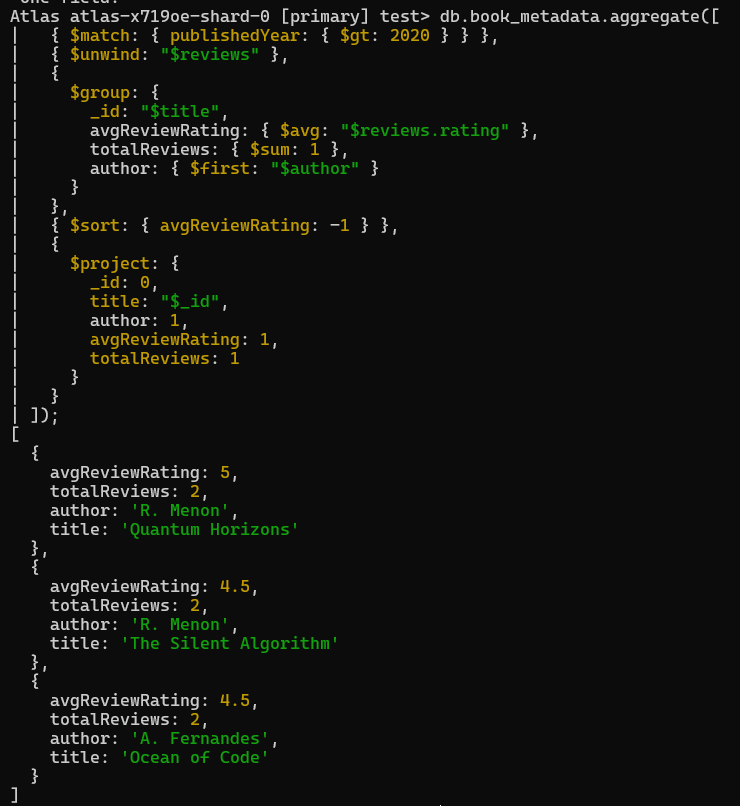 one field.
Atlas atlas-x719oe-shard-0 [primary] test> db.book_metadata.aggregate([
|   { $match: { publishedYear: { $gt: 2020 } } },
|   { $unwind: "$reviews" },
|   {
|     $group: {
|       _id: "$title",
|       avgReviewRating: { $avg: "$reviews.rating" },
|       totalReviews: { $sum: 1 },
|       author: { $first: "$author" }
|     }
|   },
|   { $sort: { avgReviewRating: -1 } },
|   {
|     $project: {
|       _id: 0,
|       title: "$_id",
|       author: 1,
|       avgReviewRating: 1,
|       totalReviews: 1
|     }
|   }
| ]);
[
  {
    avgReviewRating: 5,
    totalReviews: 2,
    author: 'R. Menon',
    title: 'Quantum Horizons'
  },
  {
    avgReviewRating: 4.5,
    totalReviews: 2,
    author: 'R. Menon',
    title: 'The Silent Algorithm'
  },
  {
    avgReviewRating: 4.5,
    totalReviews: 2,
    author: 'A. Fernandes',
    title: 'Ocean of Code'
  }
]